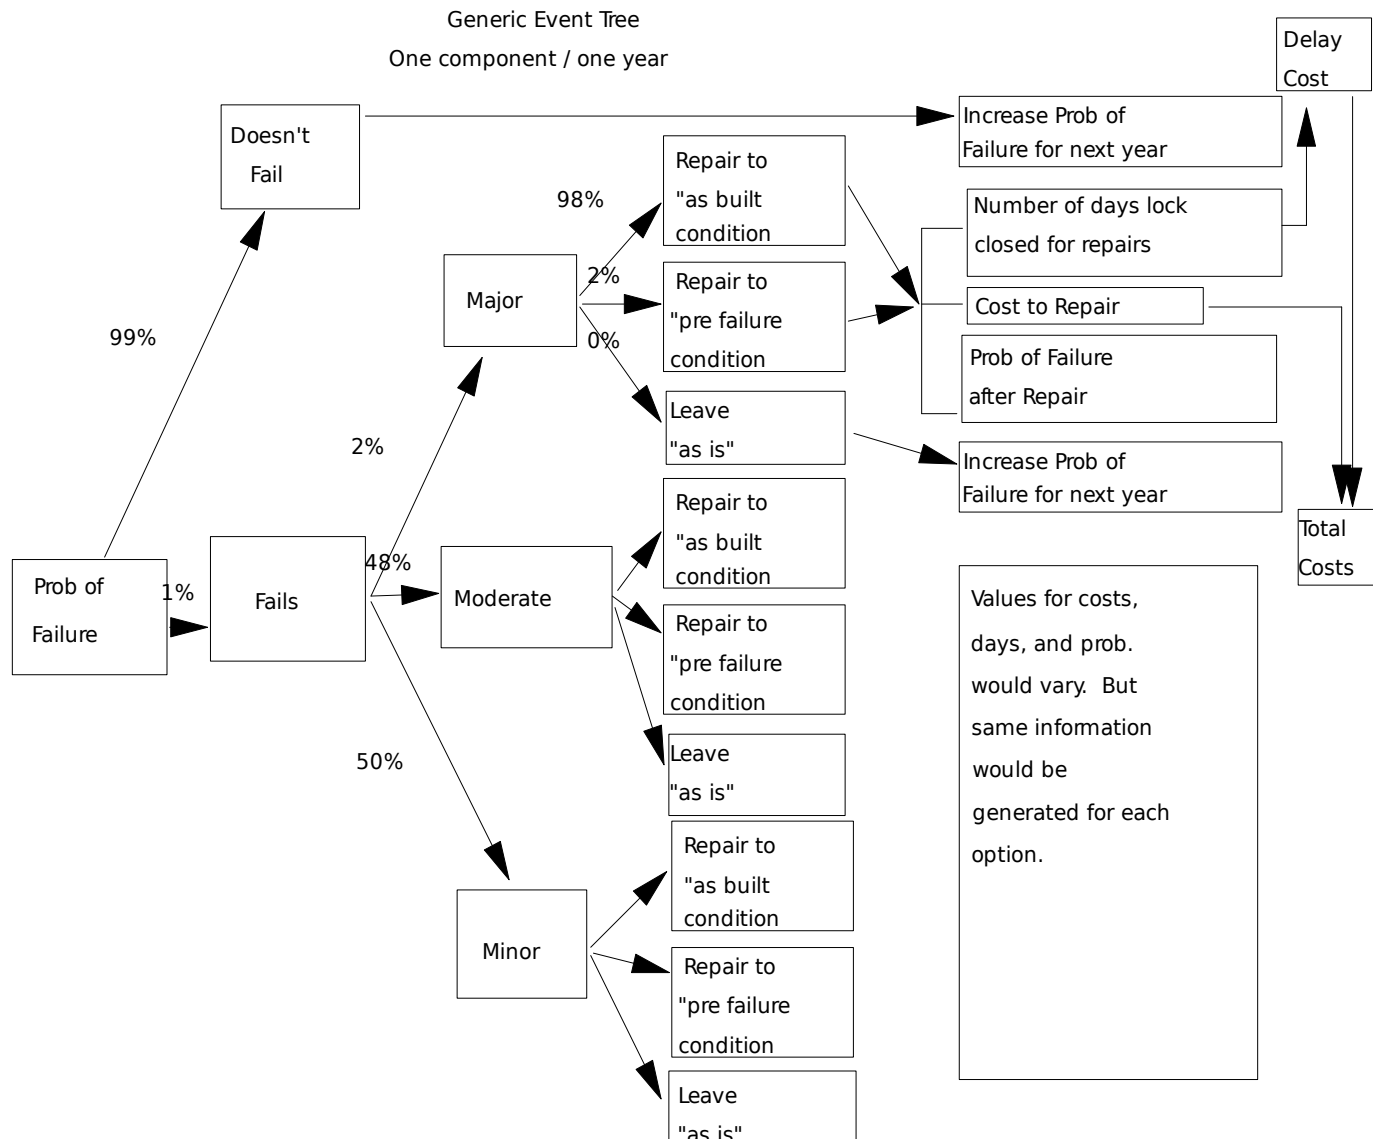 Generic Event Tree
One component / one year
Delay
Cost
Doesn't
Fail
Increase Prob of
Failure for next year
98%
Repair to
"as built
condition
Number of days lock
closed for repairs
Major
2%
Repair to
"pre failure
condition
Cost to Repair
99%
0%
Prob of Failure
after Repair
Leave
"as is"
2%
Increase Prob of
Failure for next year
Repair to
"as built
condition
Total
Costs
Prob of
Failure
1%
Fails
48%
Moderate
Repair to
"pre failure
condition
Values for costs,
days, and prob.
would vary.  But
same information
would be
generated for each
option.
50%
Leave
"as is"
Repair to
"as built
condition
Minor
Repair to
"pre failure
condition
Leave
"as is"